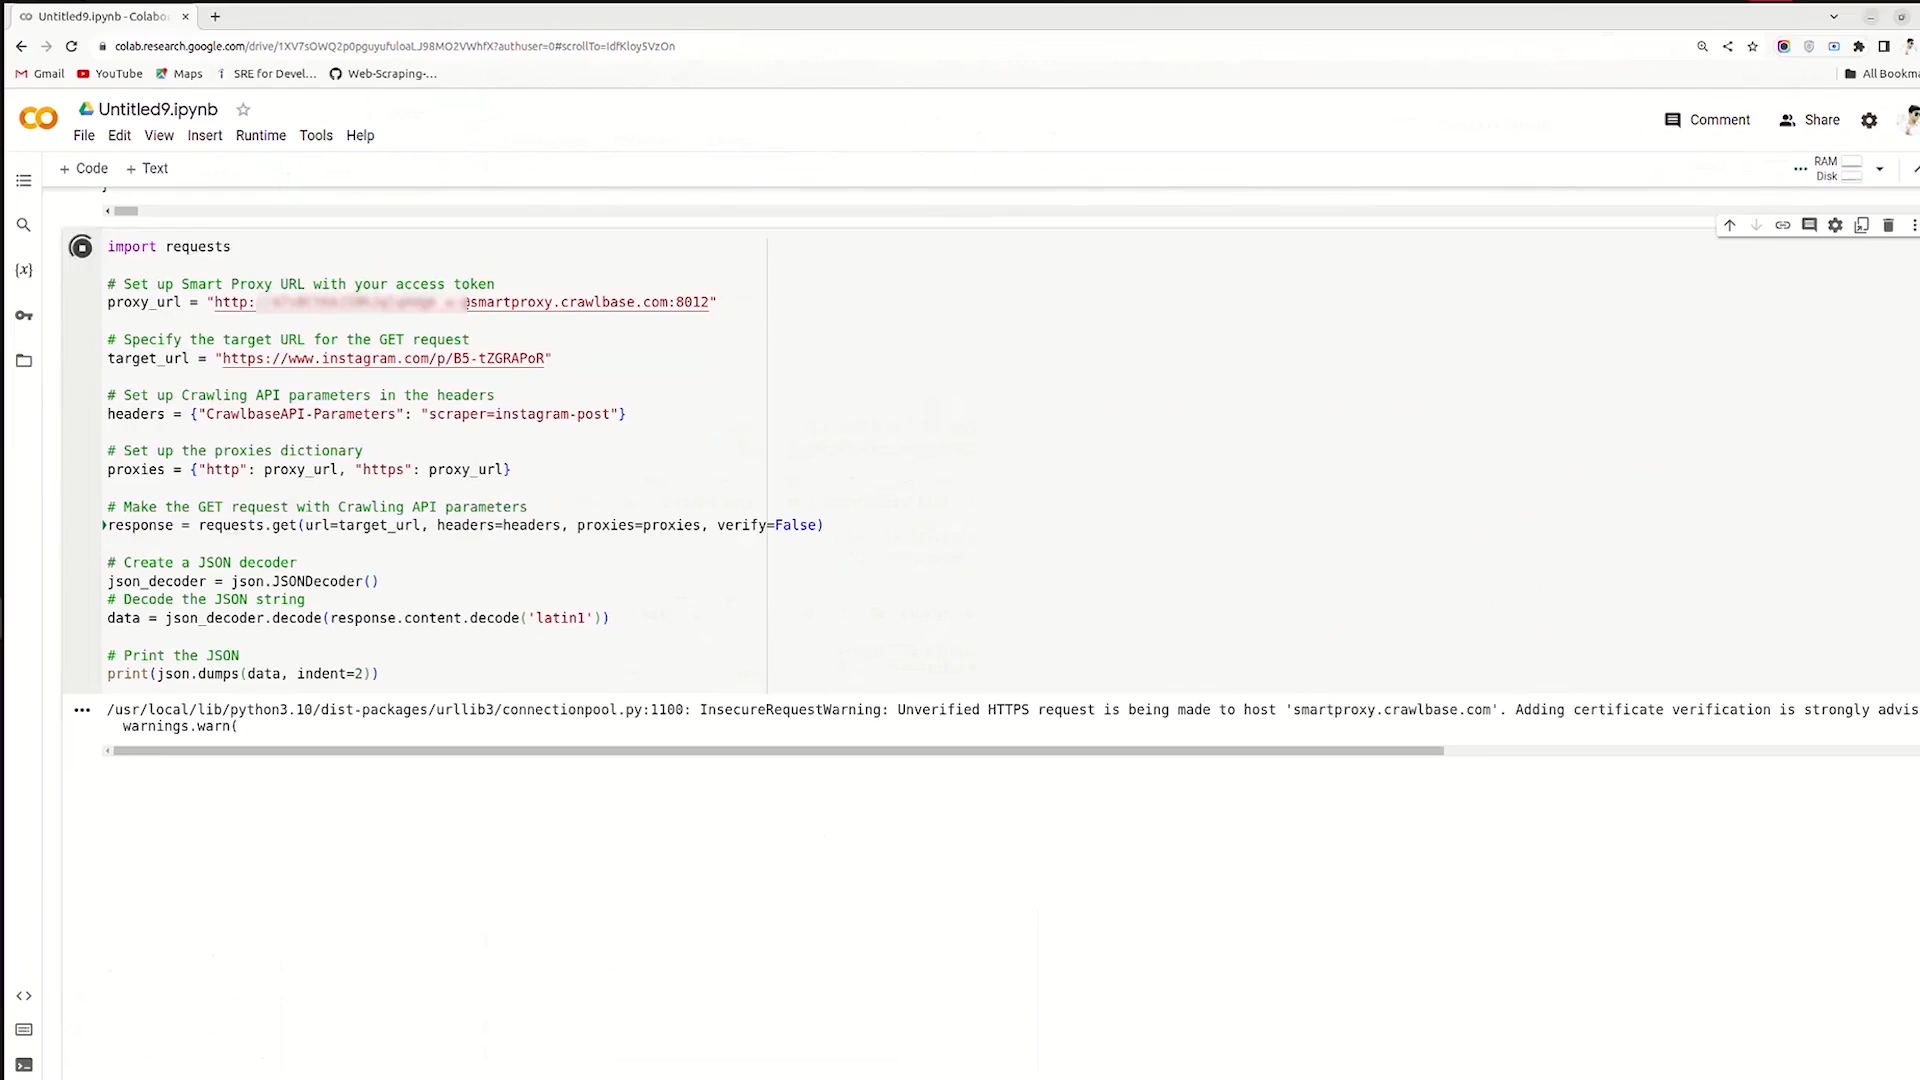 Untitled9.ipynb - Colabo
colab.research.google.com/drive/1XV7sOWQ2p0pguyufuloaLJ98MO2VWhfX?authuser=0#scrollTo=IdfKloy5VzOn
Gmail YouTube Maps SRE for Devel... Web-Scraping-... All Bookma
Untitled9.ipynb
File Edit View Insert Runtime Tools Help
Comment Share
+ Code + Text
RAM
Disk
import requests
# Set up Smart Proxy URL with your access token
proxy_url = "http: @smartproxy.crawlbase.com:8012"
# Specify the target URL for the GET request
target_url = "https://www.instagram.com/p/B5-tZGRAPoR"
# Set up Crawling API parameters in the headers
headers = {"CrawlbaseAPI-Parameters": "scraper=instagram-post"}
# Set up the proxies dictionary
proxies = {"http": proxy_url, "https": proxy_url}
# Make the GET request with Crawling API parameters
response = requests.get(url=target_url, headers=headers, proxies=proxies, verify=False)
# Create a JSON decoder
json_decoder = json.JSONDecoder()
# Decode the JSON string
data = json_decoder.decode(response.content.decode('latin1'))
# Print the JSON
print(json.dumps(data, indent=2))
/usr/local/lib/python3.10/dist-packages/urllib3/connectionpool.py:1100: InsecureRequestWarning: Unverified HTTPS request is being made to host 'smartproxy.crawlbase.com'. Adding certificate verification is strongly advis
warnings.warn(